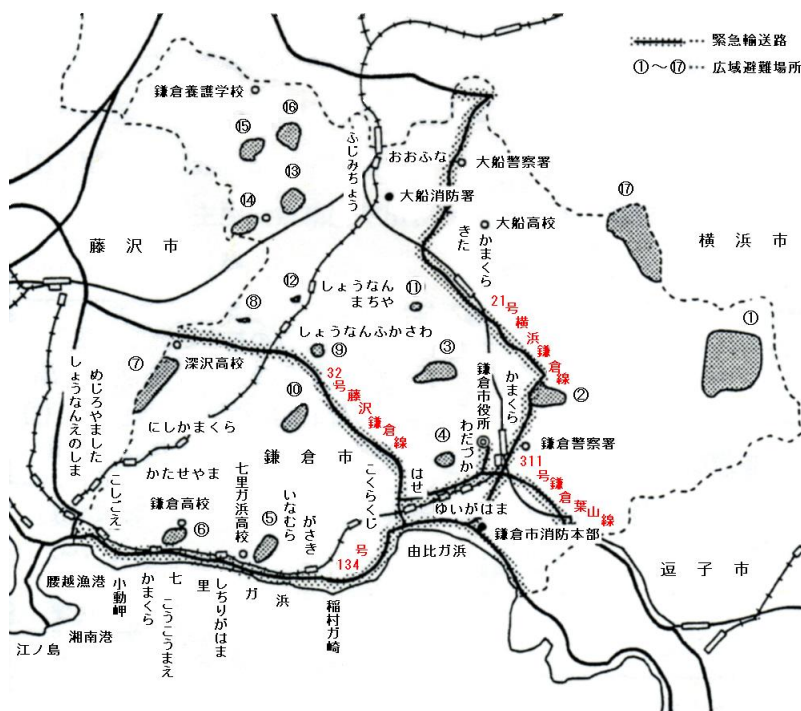 緊急輸送路
①～⑰ 広域避難場所
鎌倉養護学校
⑯
⑮
ふじみちょう
おおふな
大船警察署
⑬
大船消防署
⑰
⑭
大船高校
藤沢市
きたかまくら
横浜市
⑫
しょうなんまちや
⑪
⑧
21号横浜鎌倉線
①
しょうなんふかさわ
⑦
深沢高校
⑨
③
32号藤沢鎌倉線
鎌倉市役所
かまくら
②
しょうなんえのしま
めじろやました
⑩
にしかまくら
わだづか
④
鎌倉警察署
鎌倉市
かたせやま
こしごえ
七里ガ浜高校
いなむらがさき
こくらくじ
はせ
311号鎌倉葉山線
鎌倉高校
⑥
⑤
ゆいがはま
鎌倉市消防本部
134号
由比ガ浜
逗子市
腰越漁港
小動岬
かまくらこうこうまえ
七里ガ浜
しちりがはま
稲村ガ崎
湘南港
江ノ島